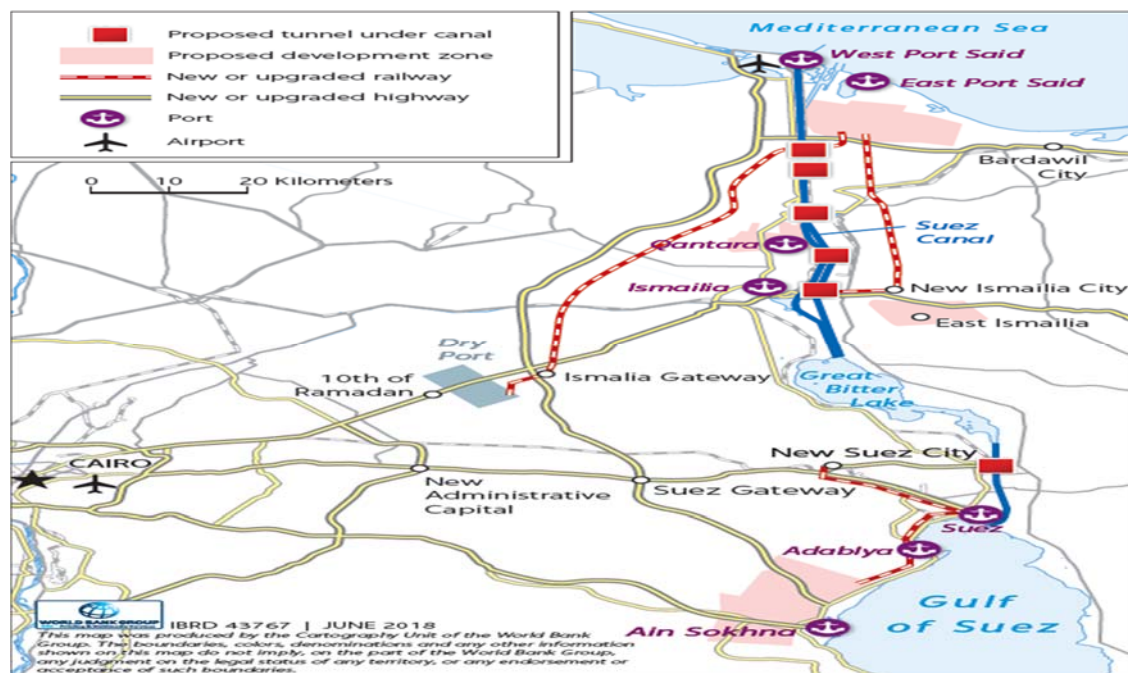 Proposed tunnel under canal
Proposed development zone
New or upgraded railway
New or upgraded highway
Port
Airport
0 10 20 Kilometers
Mediterranean Sea
West Port Said
East Port Said
Bardawil
City
Suez
Canal
Qantara
Ismailia
New Ismailia City
East Ismailia
Dry
Port
10th of
Ramadan
Ismalia Gateway
Great
Bitter
Lake
CAIRO
New
Administrative
Capital
New Suez City
Suez Gateway
Suez
Adabiya
Ain Sokhna
Gulf
of Suez
WORLD BANK GROUP
IBRD 43767 | JUNE 2018
This map was produced by the Cartography Unit of the World Bank
Group. The boundaries, colors, denominations and any other information
shown on this map do not imply, on the part of the World Bank Group,
any judgment on the legal status of any territory, or any endorsement or
acceptance of such boundaries.